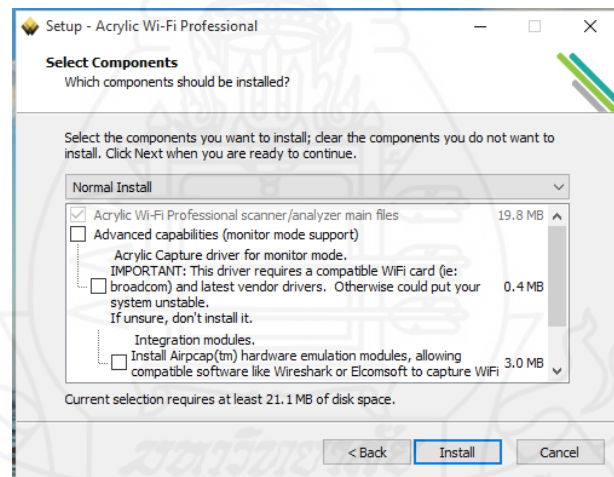 Setup - Acrylic Wi-Fi Professional
Select Components
Which components should be installed?
Select the components you want to install; clear the components you do not want to
install. Click Next when you are ready to continue.
Normal Install
Acrylic Wi-Fi Professional scanner/analyzer main files 19.8 MB
Advanced capabilities (monitor mode support)
Acrylic Capture driver for monitor mode.
IMPORTANT: This driver requires a compatible WiFi card (ie:
broadcom) and latest vendor drivers. Otherwise could put your 0.4 MB
system unstable.
If unsure, don't install it.
Integration modules.
Install Airpcap(tm) hardware emulation modules, allowing
compatible software like Wireshark or Elcomsoft to capture WiFi 3.0 MB
Current selection requires at least 21.1 MB of disk space.
< Back Install Cancel